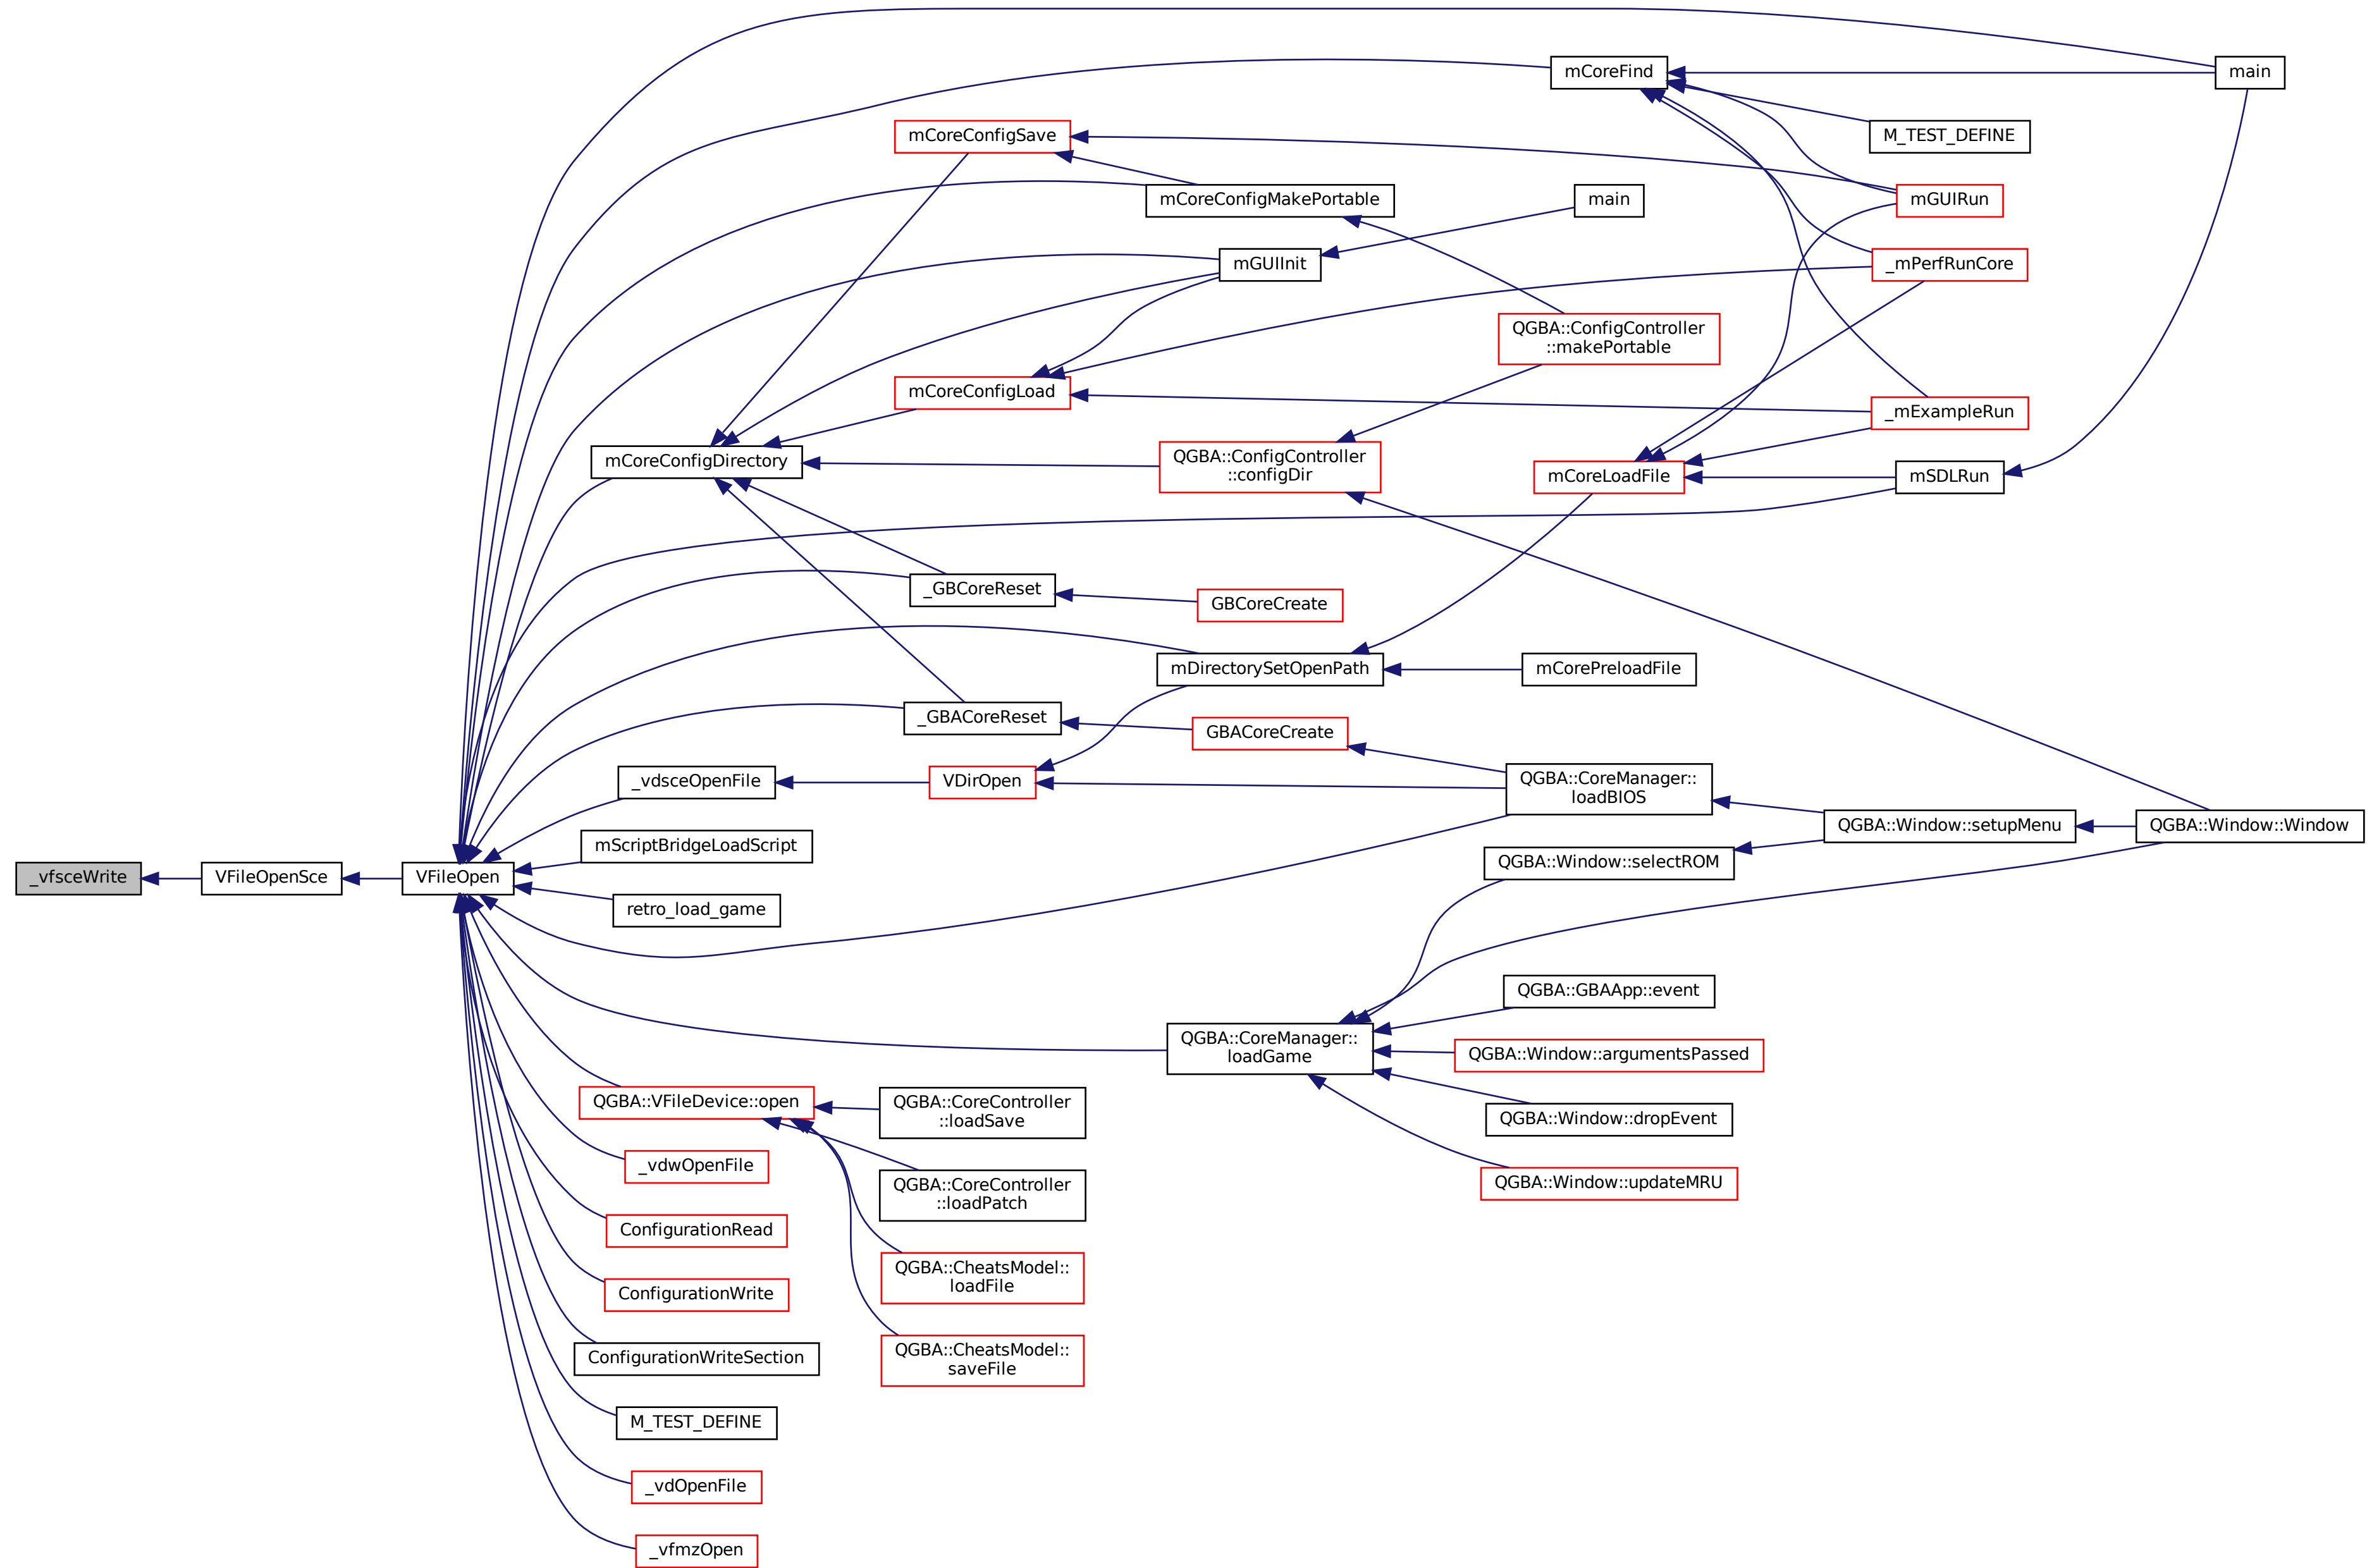 main
mCoreFind
mCoreConfigSave
M_TEST_DEFINE
mCoreConfigMakePortable
main
mGUIRun
mGUIInit
_mPerfRunCore
QGBA::ConfigController
::makePortable
mCoreConfigLoad
_mExampleRun
mCoreConfigDirectory
QGBA::ConfigController
::configDir
mCoreLoadFile
mSDLRun
_GBCoreReset
GBCoreCreate
mDirectorySetOpenPath
mCorePreloadFile
_GBACoreReset
GBACoreCreate
_vdsceOpenFile
VDirOpen
QGBA::CoreManager::
loadBIOS
QGBA::Window::setupMenu
QGBA::Window::Window
mScriptBridgeLoadScript
QGBA::Window::selectROM
_vfsceWrite
VFileOpenSce
VFileOpen
retro_load_game
QGBA::GBAApp::event
QGBA::CoreManager::
loadGame
QGBA::Window::argumentsPassed
QGBA::VFileDevice::open
QGBA::CoreController
::loadSave
QGBA::Window::dropEvent
_vdwOpenFile
QGBA::CoreController
::loadPatch
QGBA::Window::updateMRU
ConfigurationRead
QGBA::CheatsModel::
loadFile
ConfigurationWrite
ConfigurationWriteSection
QGBA::CheatsModel::
saveFile
M_TEST_DEFINE
_vdOpenFile
_vfmzOpen